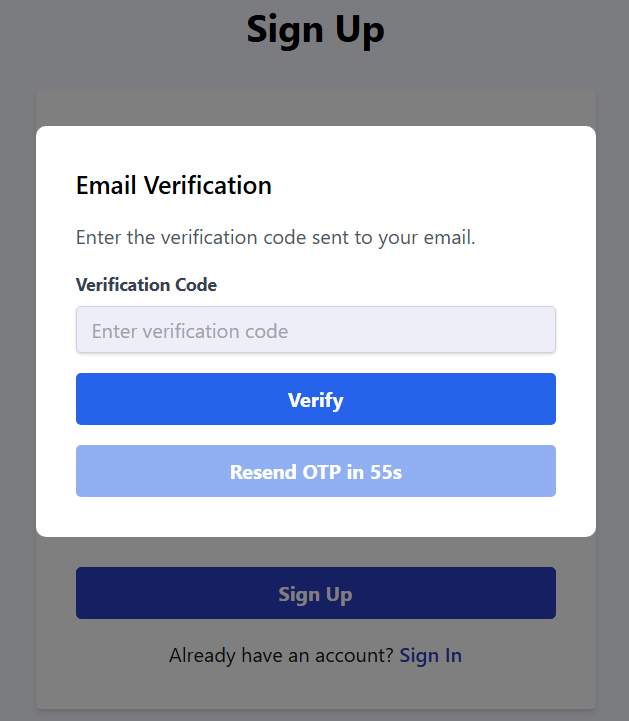 Sign Up
Email Verification
Enter the verification code sent to your email.
Verification Code
Enter verification code
Verify
Resend OTP in 55s
Sign Up
Already have an account? Sign In